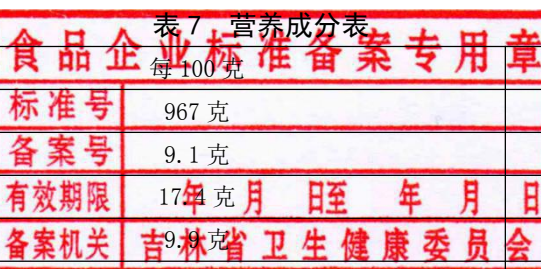 表 7 营养成分表
食品企业标准备案专用章
每 100 克
标准号 967 克
备案号 9.1 克
有效期限 年 月 日至 年 月 日
17.4 克
备案机关 吉林省卫生健康委员会
9.9 克